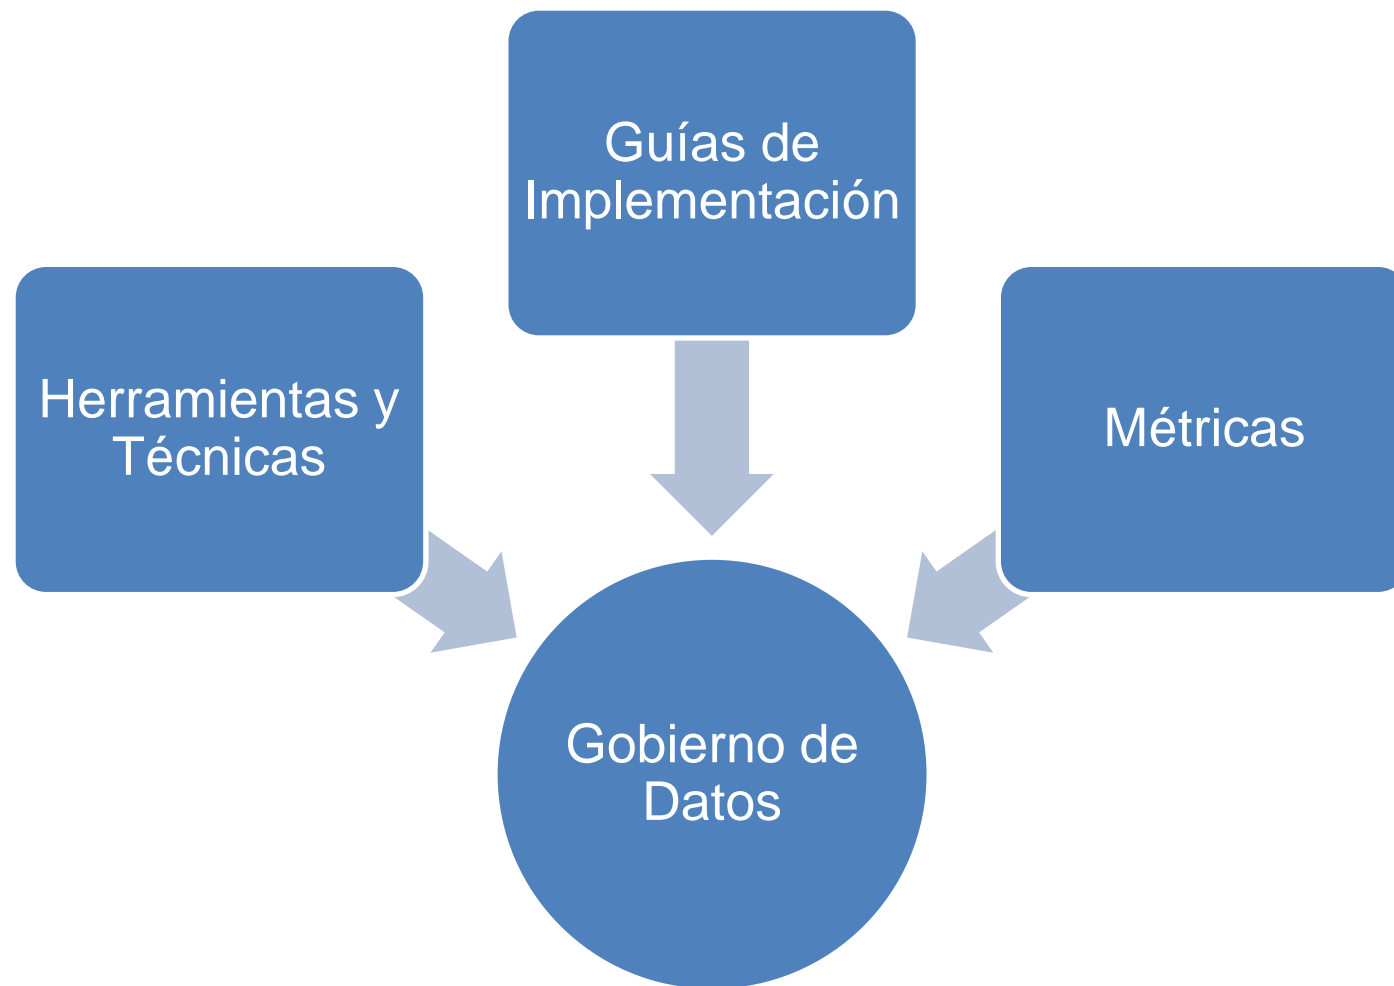 Guías de
Implementación
Herramientas y
Técnicas
Métricas
Gobierno de
Datos